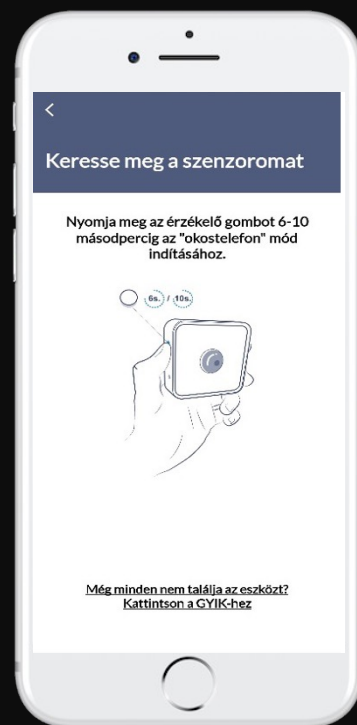 Keresse meg a szenzoromat
Nyomja meg az érzékelő gombot 6-10
másodpercig az "okostelefon" mód
indításához.
6s. / 10s.
Még minden nem találja az eszközt?
Kattintson a GYIK-hez